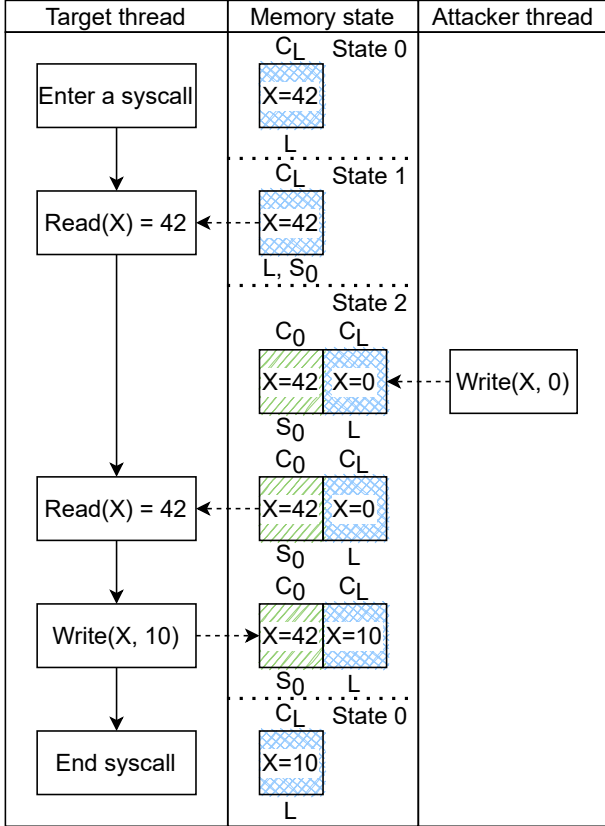 Target thread Memory state Attacker thread
C_L State 0
Enter a syscall X=42
L
C_L State 1
Read(X) = 42 X=42
L, S_0
State 2
C_0 C_L
X=42 X=0 Write(X, 0)
S_0 L
C_0 C_L
Read(X) = 42 X=42 X=0
S_0 L
C_0 C_L
Write(X, 10) X=42 X=10
S_0 L
C_L State 0
End syscall X=10
L